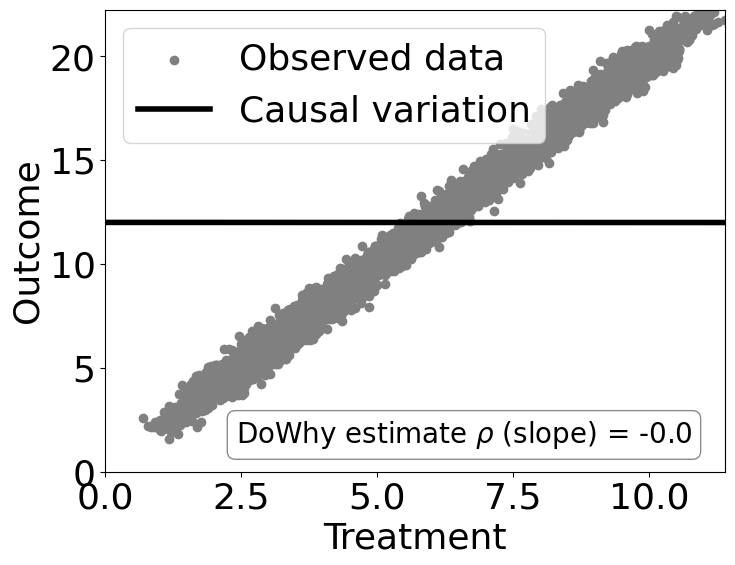 Observed data
Causal variation
20
15
10
5
0
Outcome
DoWhy estimate ρ (slope) = -0.0
0.0 2.5 5.0 7.5 10.0
Treatment